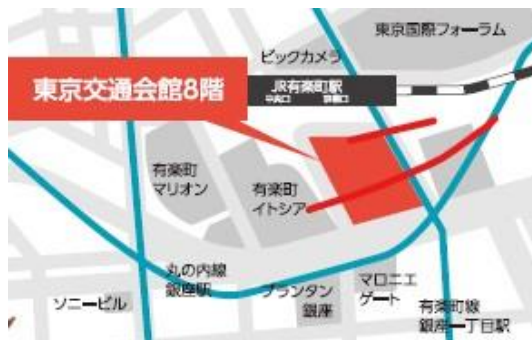 東京国際フォーラム
ビックカメラ
東京交通会館8階
JR有楽町駅
中央口
京橋口
有楽町
マリオン
有楽町
イトシア
丸の内線
銀座駅
マロニエ
ゲート
ソニービル
プランタン
銀座
有楽町線
銀座一丁目駅